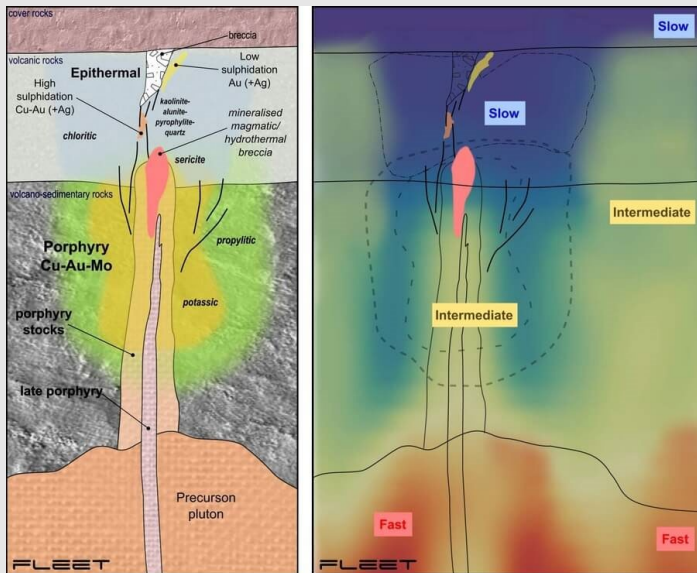 cover rocks
breccia
volcanic rocks
Epithermal
Low
sulphidation
Au (+Ag)
High
sulphidation
Cu-Au (+Ag)
kaolinite-
alunite-
pyrophylite-
quartz
mineralised
magmatic/
hydrothermal
breccia
chloritic
sericite
volcano-sedimentary rocks
Porphyry
Cu-Au-Mo
propylitic
potassic
porphyry
stocks
late porphyry
Precurson
pluton
FLEET
Slow
Slow
Intermediate
Intermediate
Fast
Fast
FLEET